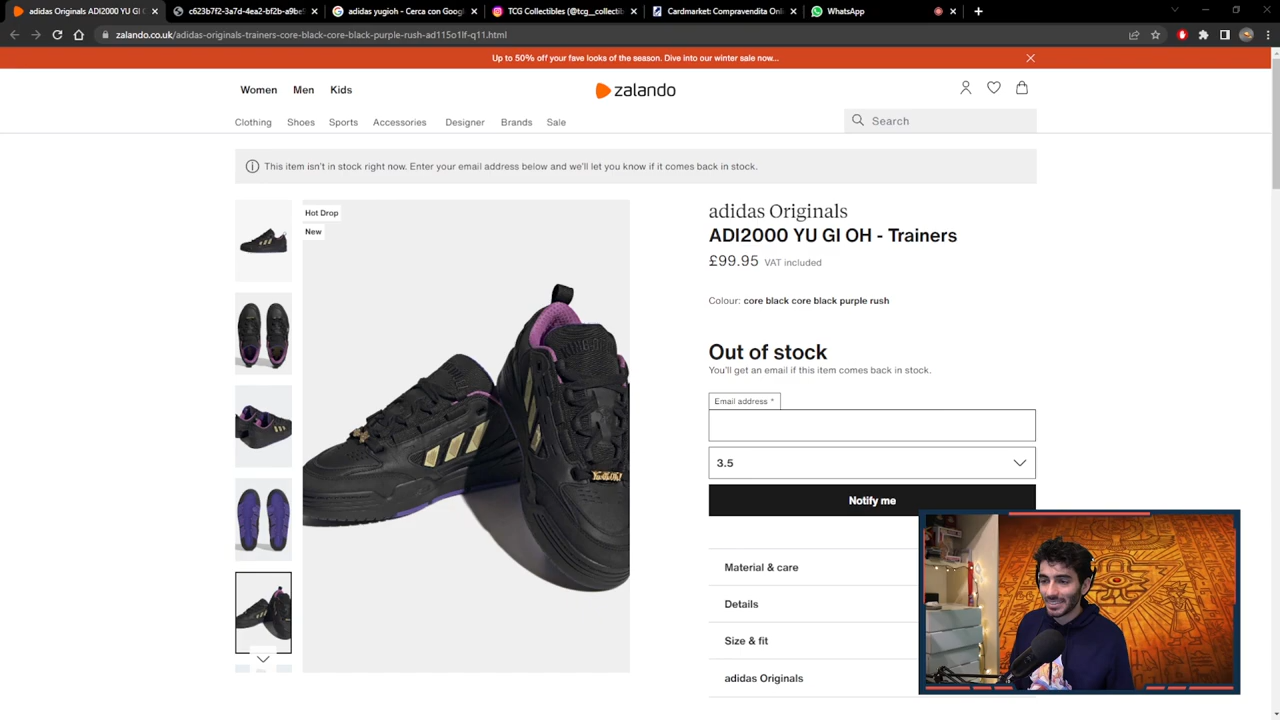 adidas Originals ADI2000 YU GI O
c623b7f2-3a7d-4ea2-bf2b-a9be5
adidas yugioh - Cerca con Googl
TCG Collectibles (@tcg__collectib
Cardmarket: Compravendita Onl
WhatsApp
zalando.co.uk/adidas-originals-trainers-core-black-core-black-purple-rush-ad115o1lf-q11.html
Up to 50% off your fave looks of the season. Dive into our winter sale now...
Women Men Kids
zalando
Clothing Shoes Sports Accessories Designer Brands Sale
Search
This item isn't in stock right now. Enter your email address below and we'll let you know if it comes back in stock.
Hot Drop
New
adidas Originals
ADI2000 YU GI OH - Trainers
£99.95 VAT included
Colour: core black core black purple rush
Out of stock
You'll get an email if this item comes back in stock.
Email address *
3.5
Notify me
Material & care
Details
Size & fit
adidas Originals
Yu-Gi-Oh!